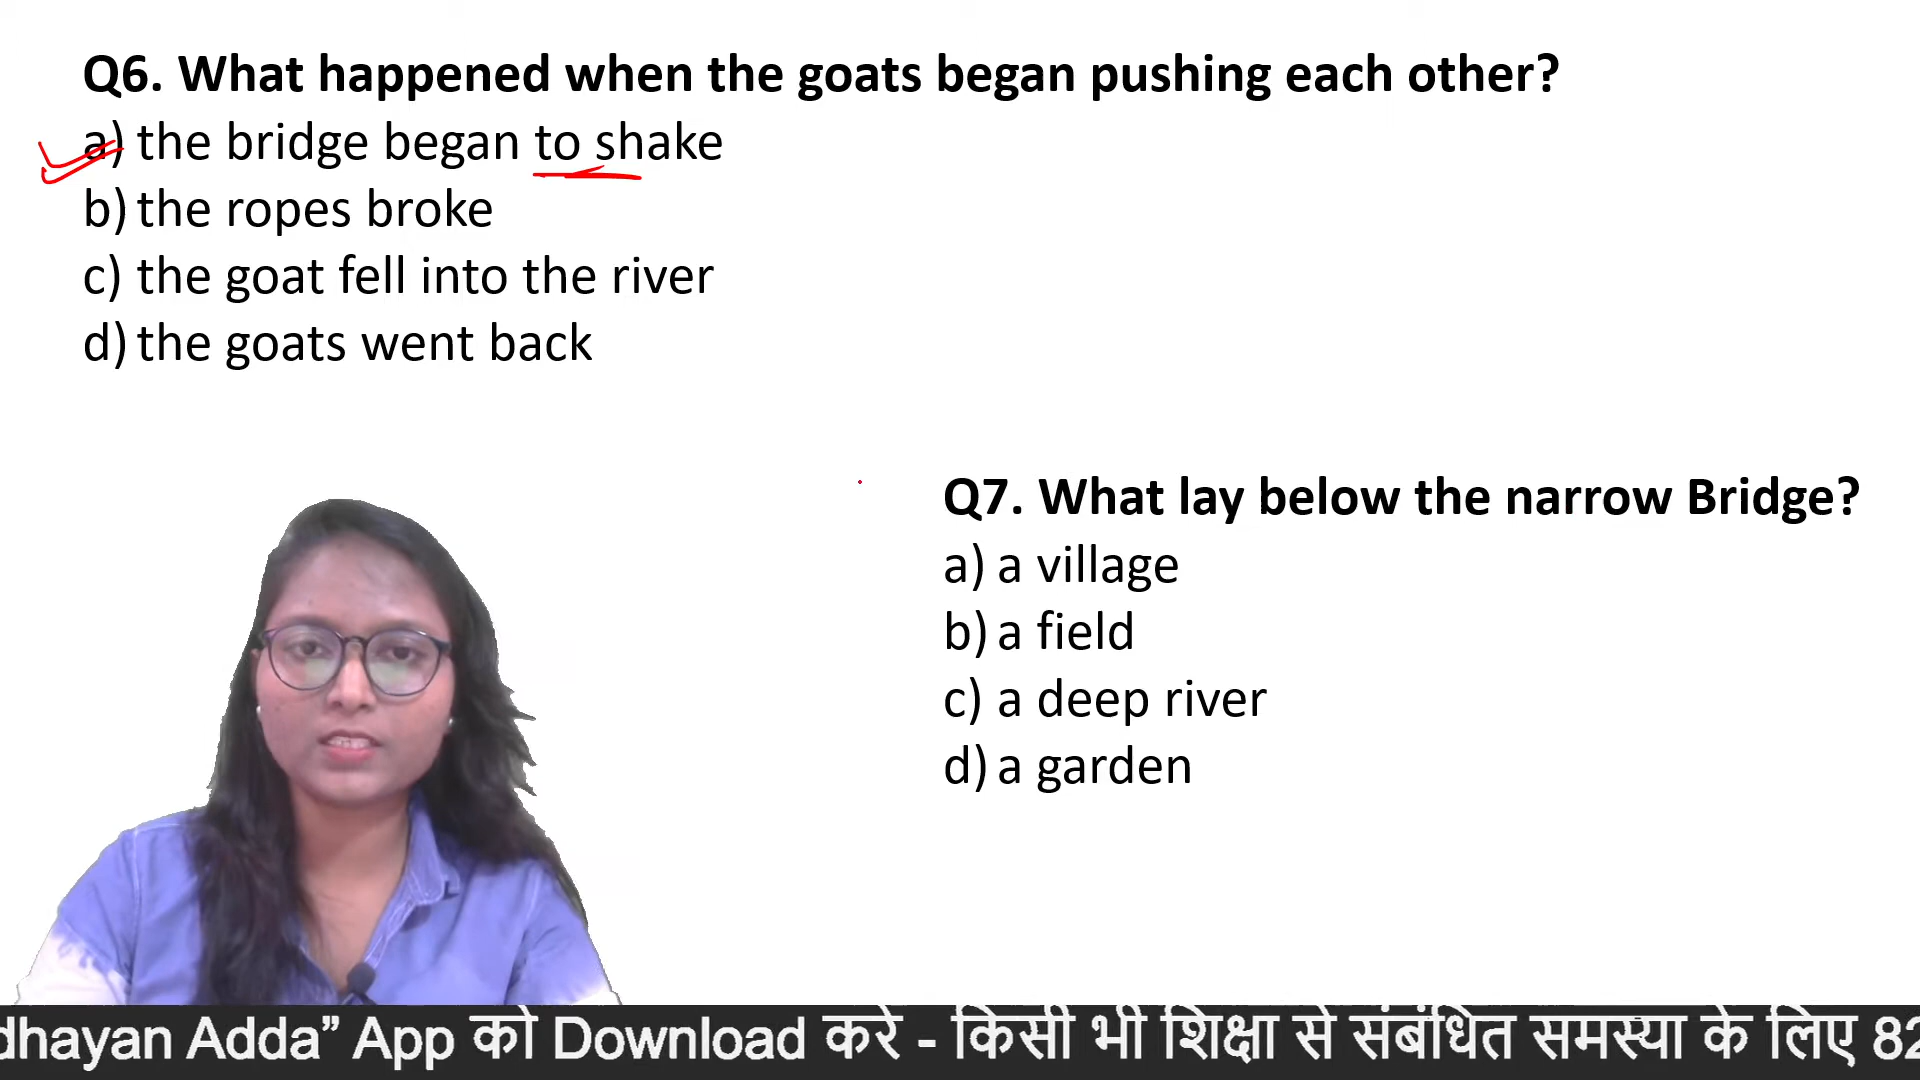 Q6. What happened when the goats began pushing each other?
a) the bridge began to shake
b) the ropes broke
c) the goat fell into the river
d) the goats went back
Q7. What lay below the narrow Bridge?
a) a village
b) a field
c) a deep river
d) a garden
dhayan Adda” App को Download करे - किसी भी शिक्षा से संबंधित समस्या के लिए 82